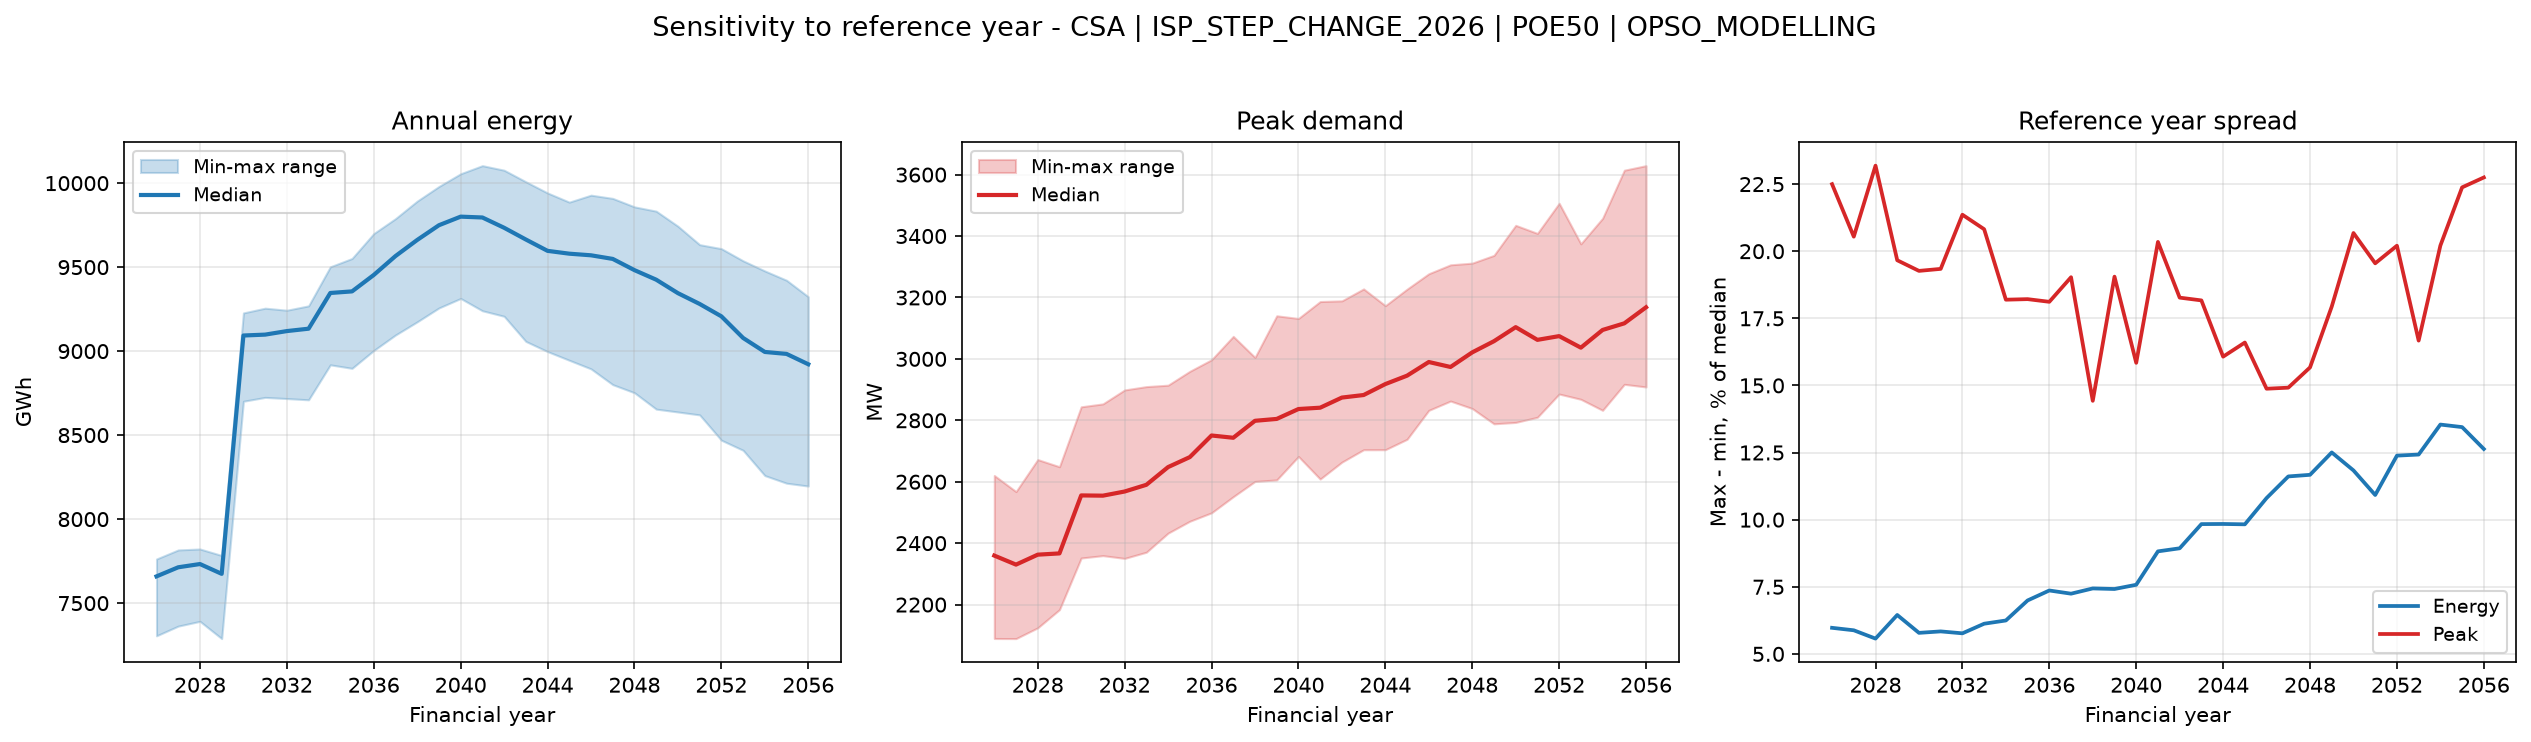 Sensitivity to reference year - CSA | ISP_STEP_CHANGE_2026 | POE50 | OPSO_MODELLING
Annual energy
Min-max range
Median
10000
9500
9000
8500
8000
7500
GWh
2028 2032 2036 2040 2044 2048 2052 2056
Financial year
Peak demand
Min-max range
Median
3600
3400
3200
3000
2800
2600
2400
2200
MW
2028 2032 2036 2040 2044 2048 2052 2056
Financial year
Reference year spread
22.5
20.0
17.5
15.0
12.5
10.0
7.5
5.0
Max - min, % of median
Energy
Peak
2028 2032 2036 2040 2044 2048 2052 2056
Financial year